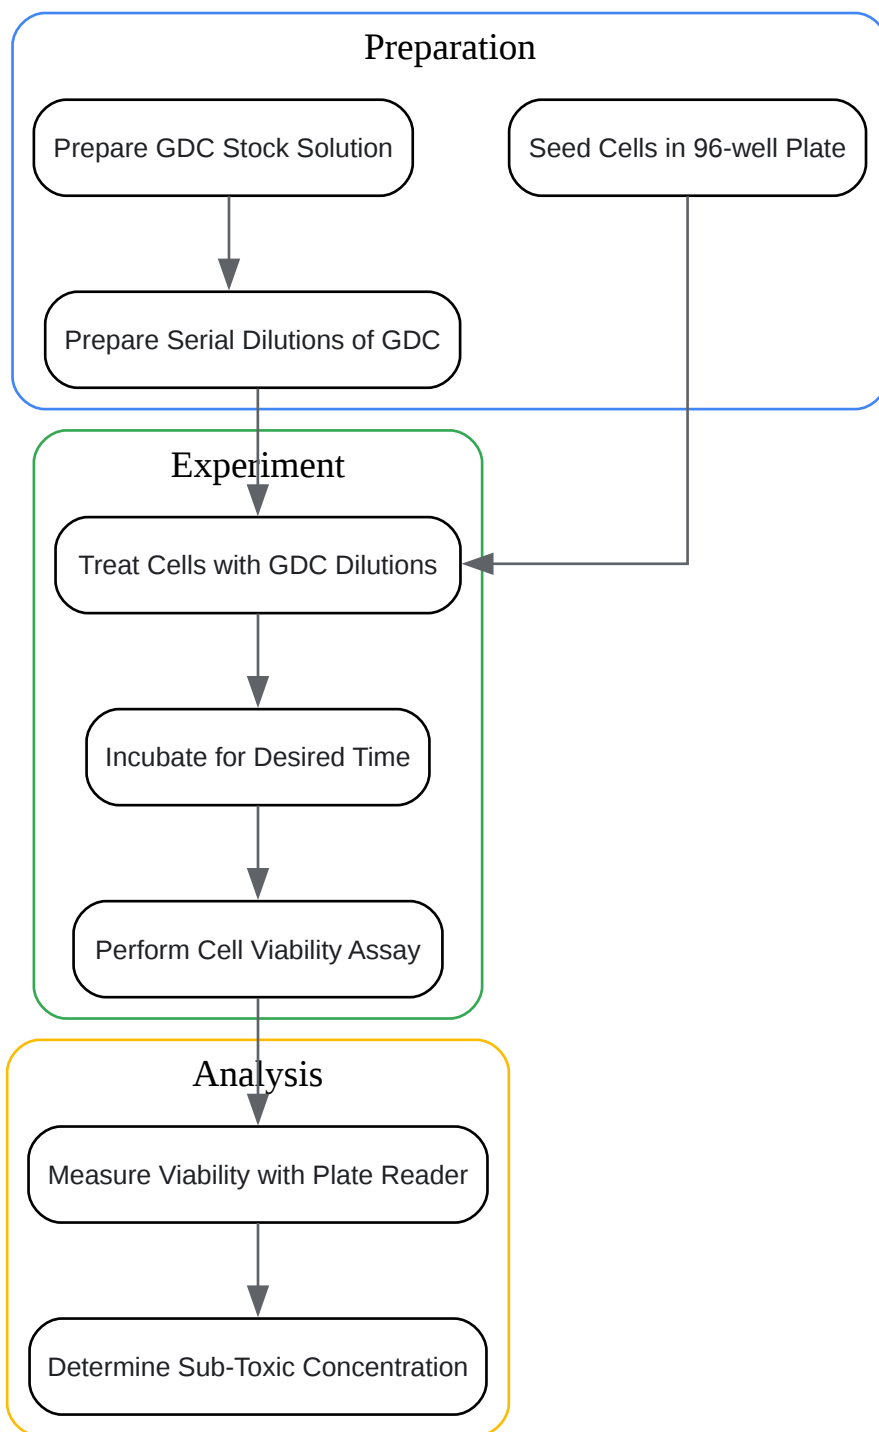 Preparation
Prepare GDC Stock Solution
Seed Cells in 96-well Plate
Prepare Serial Dilutions of GDC
Experiment
Treat Cells with GDC Dilutions
Incubate for Desired Time
Perform Cell Viability Assay
Analysis
Measure Viability with Plate Reader
Determine Sub-Toxic Concentration